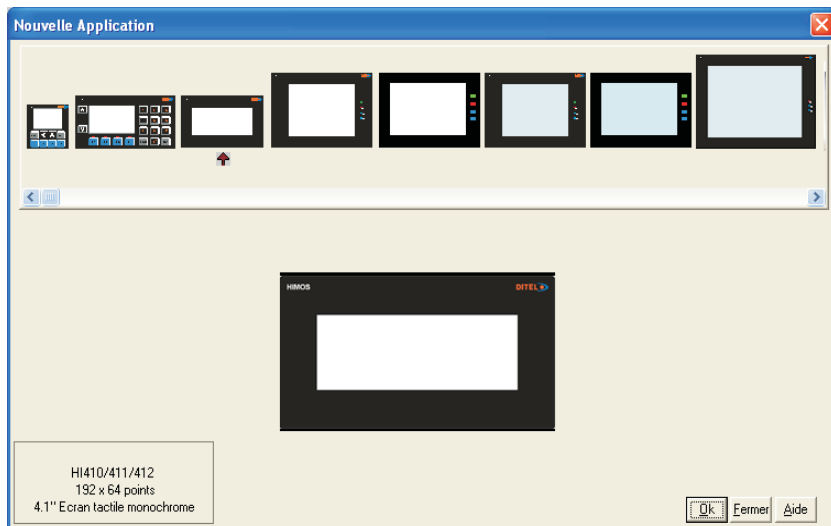 Nouvelle Application
HIMOS
DITEL
HI410/411/412
192 x 64 points
4.1" Ecran tactile monochrome
Ok
Fermer
Aide